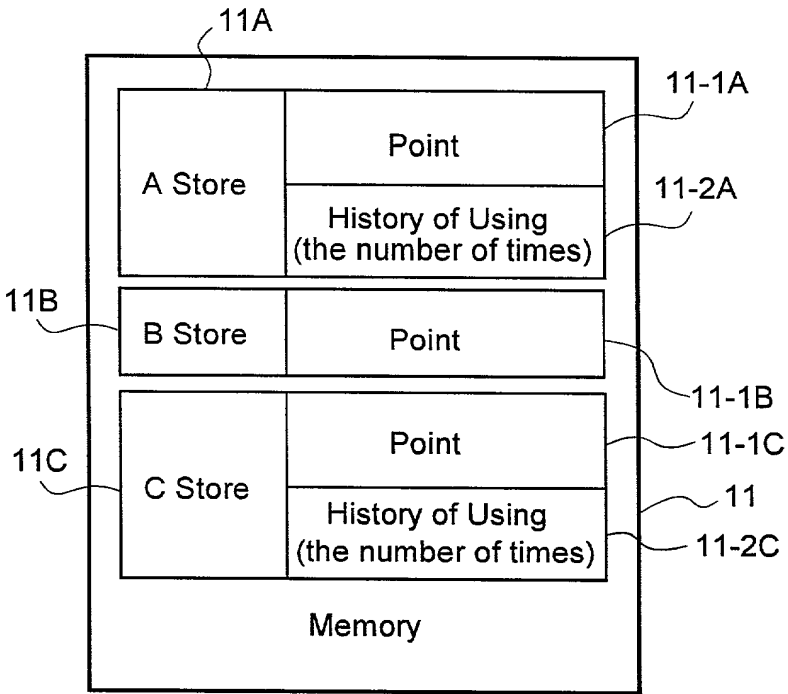 11A
11-1A
Point
A Store
11-2A
History of Using
(the number of times)
11B
B Store
Point
11-1B
Point
11-1C
11C
C Store
11
History of Using
(the number of times)
11-2C
Memory